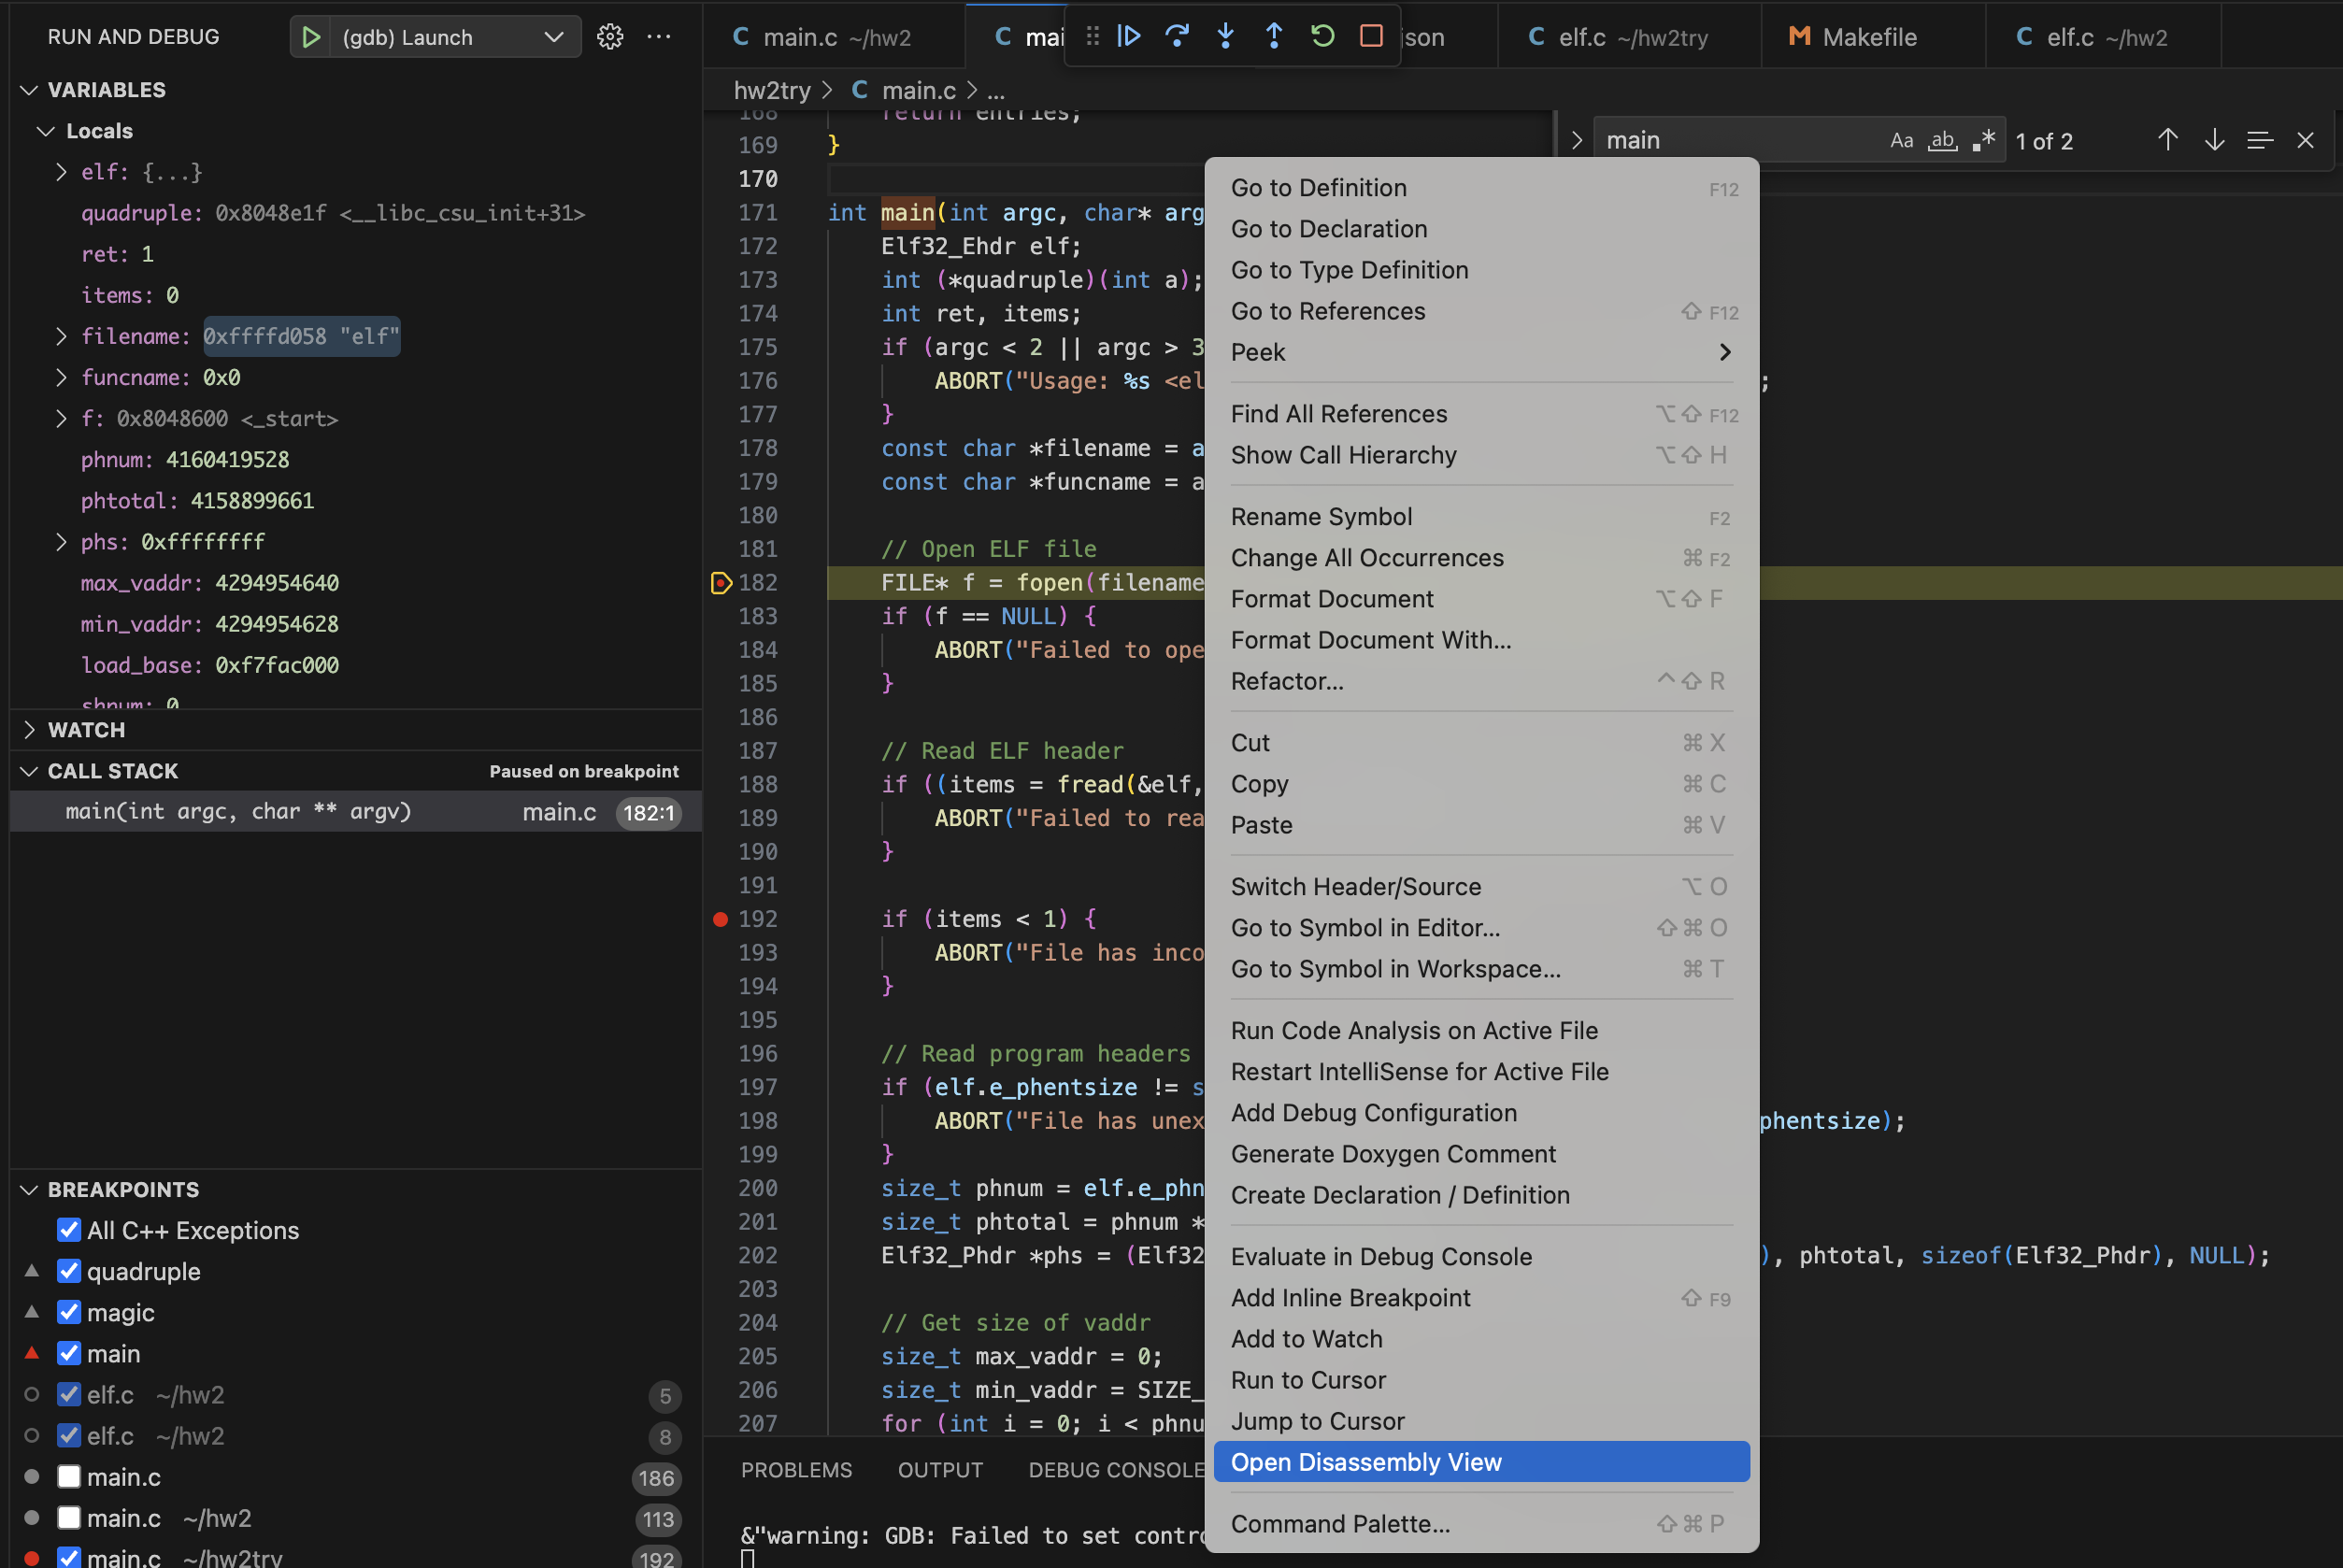 RUN AND DEBUG
(gdb) Launch
VARIABLES
Locals
elf: {...}
quadruple: 0x8048e1f <__libc_csu_init+31>
ret: 1
items: 0
filename: 0xffffd058 "elf"
funcname: 0x0
f: 0x8048600 <_start>
phnum: 4160419528
phtotal: 4158899661
phs: 0xffffffff
max_vaddr: 4294954640
min_vaddr: 4294954628
load_base: 0xf7fac000
shnum: 0
WATCH
CALL STACK Paused on breakpoint
main(int argc, char ** argv) main.c 182:1
BREAKPOINTS
All C++ Exceptions
quadruple
magic
main
elf.c ~/hw2 5
elf.c ~/hw2 8
main.c 186
main.c ~/hw2 113
main.c ~/hw2try 192
C main.c ~/hw2 C mai son C elf.c ~/hw2try M Makefile C elf.c ~/hw2
hw2try > C main.c > ...
main Aa ab .* 1 of 2
168 return entries;
169 }
170
171 int main(int argc, char* arg
172 Elf32_Ehdr elf;
173 int (*quadruple)(int a);
174 int ret, items;
175 if (argc < 2 || argc > 3
176 ABORT("Usage: %s <el ;
177 }
178 const char *filename = a
179 const char *funcname = a
180
181 // Open ELF file
182 FILE* f = fopen(filename
183 if (f == NULL) {
184 ABORT("Failed to ope
185 }
186
187 // Read ELF header
188 if ((items = fread(&elf,
189 ABORT("Failed to rea
190 }
191
192 if (items < 1) {
193 ABORT("File has inco
194 }
195
196 // Read program headers
197 if (elf.e_phentsize != s
198 ABORT("File has unex phentsize);
199 }
200 size_t phnum = elf.e_phn
201 size_t phtotal = phnum *
202 Elf32_Phdr *phs = (Elf32 ), phtotal, sizeof(Elf32_Phdr), NULL);
203
204 // Get size of vaddr
205 size_t max_vaddr = 0;
206 size_t min_vaddr = SIZE_
207 for (int i = 0; i < phnu
Go to Definition F12
Go to Declaration
Go to Type Definition
Go to References ⇧ F12
Peek
Find All References ⌥⇧ F12
Show Call Hierarchy ⌥⇧ H
Rename Symbol F2
Change All Occurrences ⌘ F2
Format Document ⌥⇧ F
Format Document With...
Refactor... ^⇧ R
Cut ⌘ X
Copy ⌘ C
Paste ⌘ V
Switch Header/Source ⌥ O
Go to Symbol in Editor... ⇧⌘ O
Go to Symbol in Workspace... ⌘ T
Run Code Analysis on Active File
Restart IntelliSense for Active File
Add Debug Configuration
Generate Doxygen Comment
Create Declaration / Definition
Evaluate in Debug Console
Add Inline Breakpoint ⇧ F9
Add to Watch
Run to Cursor
Jump to Cursor
Open Disassembly View
Command Palette... ⇧⌘ P
PROBLEMS OUTPUT DEBUG CONSOLE
&"warning: GDB: Failed to set contro